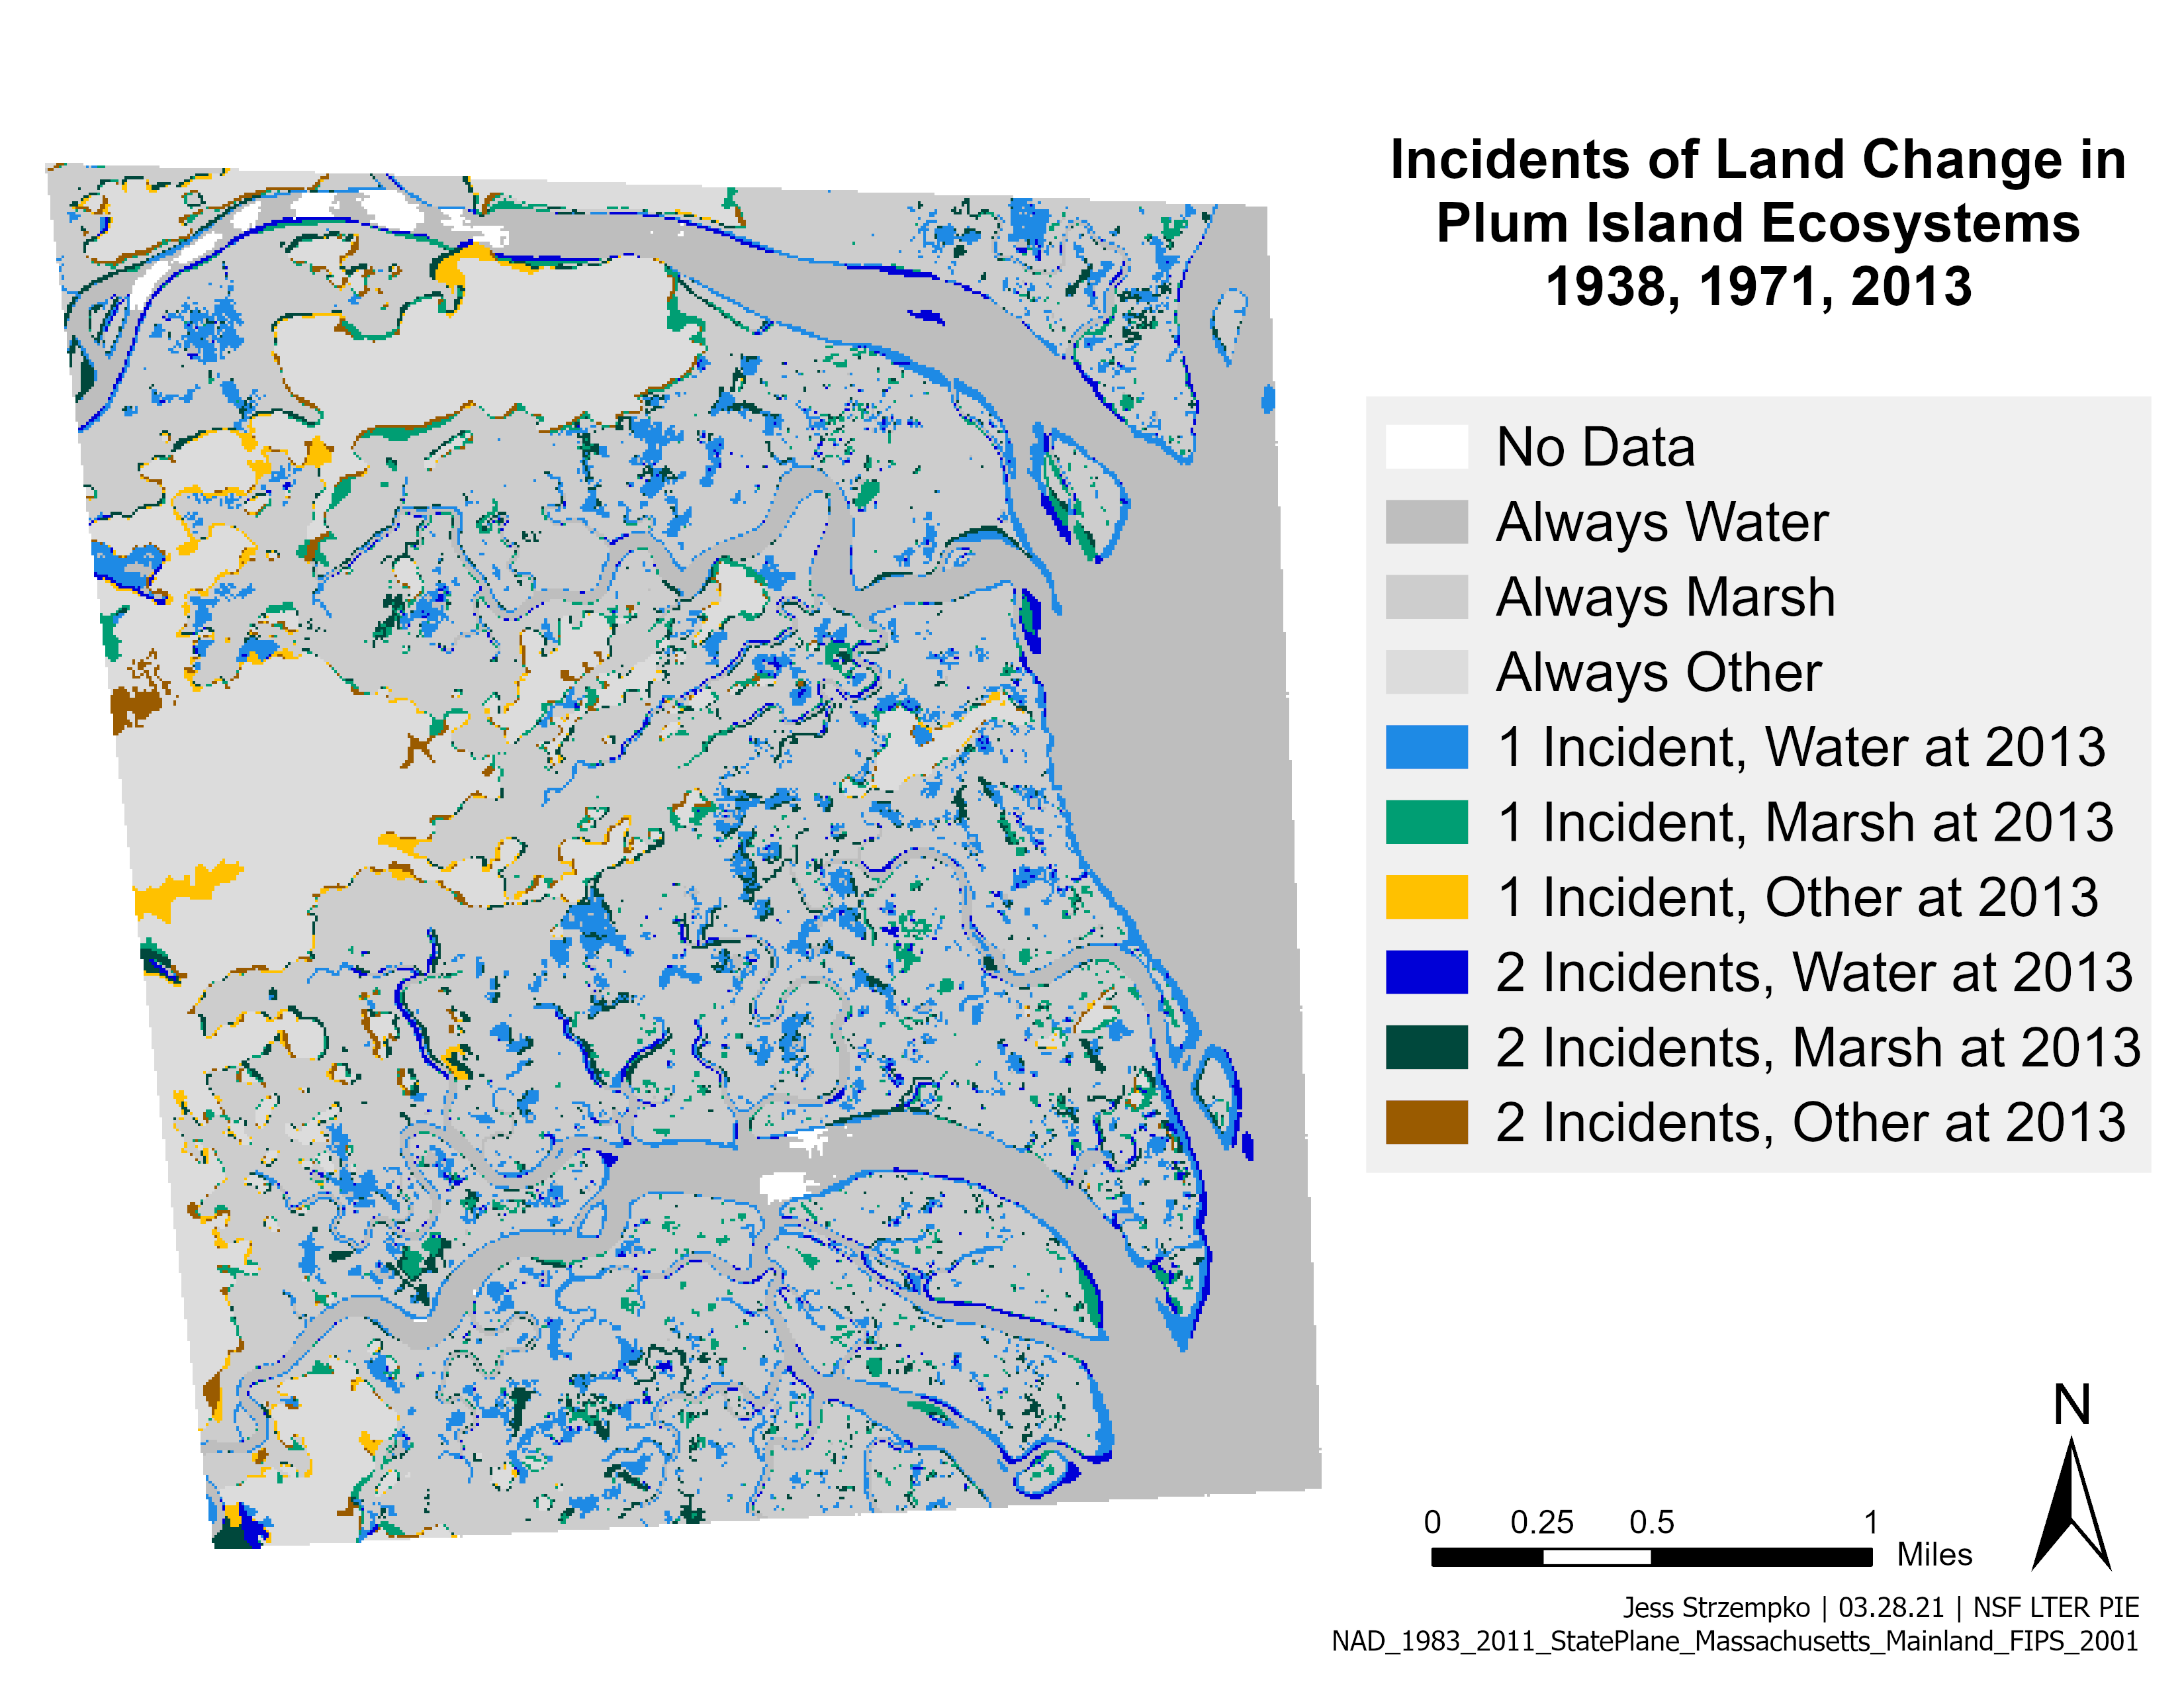 Incidents of Land Change in
Plum Island Ecosystems
1938, 1971, 2013
No Data
Always Water
Always Marsh
Always Other
1 Incident, Water at 2013
1 Incident, Marsh at 2013
1 Incident, Other at 2013
2 Incidents, Water at 2013
2 Incidents, Marsh at 2013
2 Incidents, Other at 2013
N
0 0.25 0.5 1
Miles
Jess Strzempko | 03.28.21 | NSF LTER PIE
NAD_1983_2011_StatePlane_Massachusetts_Mainland_FIPS_2001